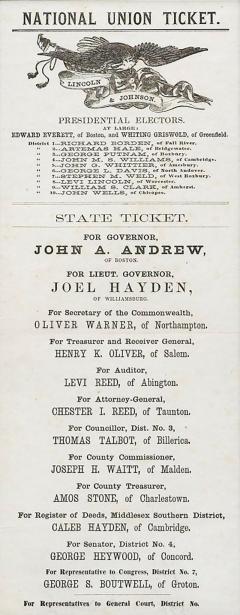 NATIONAL UNION TICKET.
LINCOLN
& JOHNSON.
PRESIDENTIAL ELECTORS.
AT LARGE:
EDWARD EVERETT, of Boston, and WHITING GRISWOLD, of Greenfield.
District 1—RICHARD BORDEN, of Fall River.
" 2—ARTEMAS HALE, of Bridgewater.
" 3—GEORGE PUTNAM, of Roxbury.
" 4—JOHN M. S. WILLIAMS, of Cambridge.
" 5—JOHN G. WHITTIER, of Amesbury.
" 6—GEORGE L. DAVIS, of North Andover.
" 7—STEPHEN M. WELD, of West Roxbury.
" 8—LEVI LINCOLN, of Worcester.
" 9—WILLIAM S. CLARK, of Amherst.
" 10—JOHN WELLS, of Chicopee.
STATE TICKET.
FOR GOVERNOR,
JOHN A. ANDREW,
OF BOSTON.
FOR LIEUT. GOVERNOR,
JOEL HAYDEN,
OF WILLIAMSBURG.
For Secretary of the Commonwealth,
OLIVER WARNER, of Northampton.
For Treasurer and Receiver General,
HENRY K. OLIVER, of Salem.
For Auditor,
LEVI REED, of Abington.
For Attorney-General,
CHESTER I. REED, of Taunton.
For Councillor, Dist. No. 3,
THOMAS TALBOT, of Billerica.
For County Commissioner,
JOSEPH H. WAITT, of Malden.
For County Treasurer,
AMOS STONE, of Charlestown.
For Register of Deeds, Middlesex Southern District,
CALEB HAYDEN, of Cambridge.
For Senator, District No. 4,
GEORGE HEYWOOD, of Concord.
For Representative to Congress, District No. 7,
GEORGE S. BOUTWELL, of Groton.
For Representatives to General Court, District No.